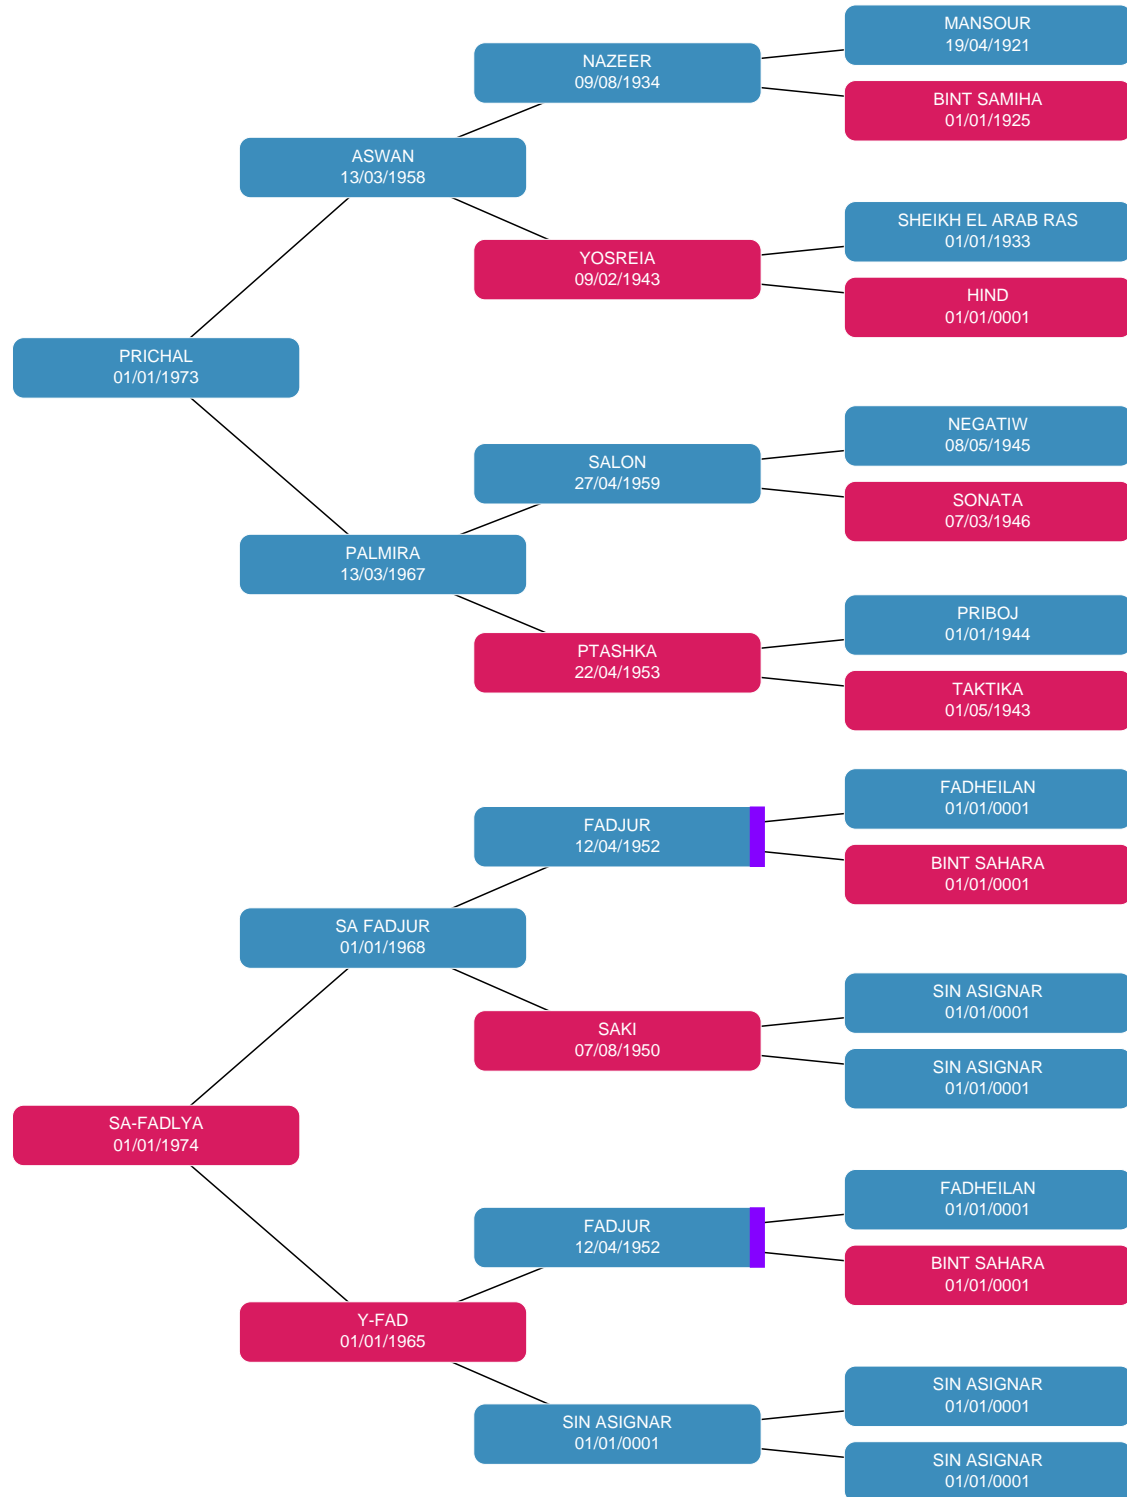 MANSOUR
19/04/1921
NAZEER
09/08/1934
BINT SAMIHA
01/01/1925
ASWAN
13/03/1958
SHEIKH EL ARAB RAS
01/01/1933
YOSREIA
09/02/1943
HIND
01/01/0001
PRICHAL
01/01/1973
NEGATIW
08/05/1945
SALON
27/04/1959
SONATA
07/03/1946
PALMIRA
13/03/1967
PRIBOJ
01/01/1944
PTASHKA
22/04/1953
TAKTIKA
01/05/1943
FADHEILAN
01/01/0001
FADJUR
12/04/1952
BINT SAHARA
01/01/0001
SA FADJUR
01/01/1968
SIN ASIGNAR
01/01/0001
SAKI
07/08/1950
SIN ASIGNAR
01/01/0001
SA-FADLYA
01/01/1974
FADHEILAN
01/01/0001
FADJUR
12/04/1952
BINT SAHARA
01/01/0001
Y-FAD
01/01/1965
SIN ASIGNAR
01/01/0001
SIN ASIGNAR
01/01/0001
SIN ASIGNAR
01/01/0001